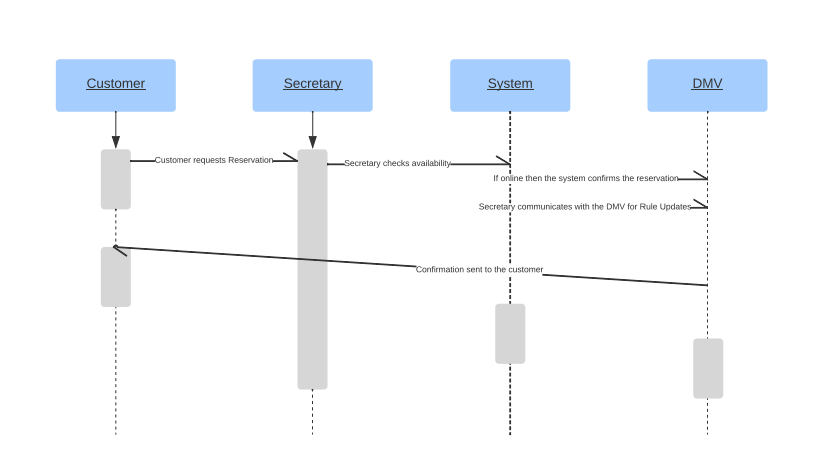 Customer
Secretary
System
DMV
Customer requests Reservation
Secretary checks availability
If online then the system confirms the reservation
Secretary communicates with the DMV for Rule Updates
Confirmation sent to the customer